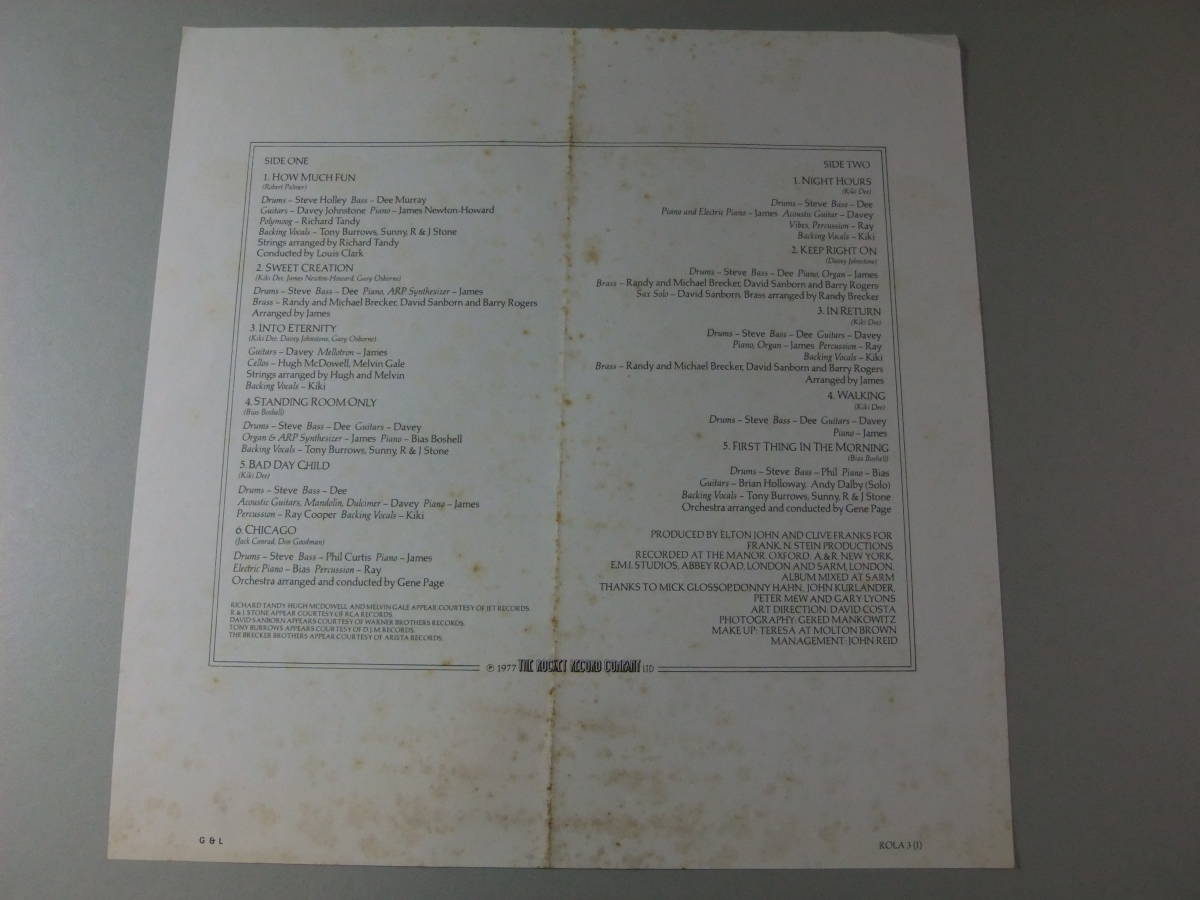 SIDE ONE
1. HOW MUCH FUN
(Robert Palmer)
Drums – Steve Holley Bass – Dee Murray
Guitars – Davey Johnstone Piano – James Newton-Howard
Polymoog – Richard Tandy
Backing Vocals – Tony Burrows, Sunny, R & J Stone
Strings arranged by Richard Tandy
Conducted by Louis Clark
2. SWEET CREATION
(Kiki Dee, James Newton-Howard, Gary Osborne)
Drums – Steve Bass – Dee Piano, ARP Synthesizer – James
Brass – Randy and Michael Brecker, David Sanborn and Barry Rogers
Arranged by James
3. INTO ETERNITY
(Kiki Dee, Davey Johnstone, Gary Osborne)
Guitars – Davey Mellotron – James
Cellos – Hugh McDowell, Melvin Gale
Strings arranged by Hugh and Melvin
Backing Vocals – Kiki
4. STANDING ROOM ONLY
(Bias Boshell)
Drums – Steve Bass – Dee Guitars – Davey
Organ & ARP Synthesizer – James Piano – Bias Boshell
Backing Vocals – Tony Burrows, Sunny, R & J Stone
5. BAD DAY CHILD
(Kiki Dee)
Drums – Steve Bass – Dee
Acoustic Guitars, Mandolin, Dulcimer – Davey Piano – James
Percussion – Ray Cooper Backing Vocals – Kiki
6. CHICAGO
(Jack Conrad, Don Goodman)
Drums – Steve Bass – Phil Curtis Piano – James
Electric Piano – Bias Percussion – Ray
Orchestra arranged and conducted by Gene Page
RICHARD TANDY HUGH MCDOWELL AND MELVIN GALE APPEAR COURTESY OF JET RECORDS.
R & J. STONE APPEAR COURTESY OF RCA RECORDS.
DAVID SANBORN APPEARS COURTESY OF WARNER BROTHERS RECORDS.
TONY BURROWS APPEARS COURTESY OF D.J.M. RECORDS.
THE BRECKER BROTHERS APPEAR COURTESY OF ARISTA RECORDS.
SIDE TWO
1. NIGHT HOURS
(Kiki Dee)
Drums – Steve Bass – Dee
Piano and Electric Piano – James Acoustic Guitar – Davey
Vibes, Percussion – Ray
Backing Vocals – Kiki
2. KEEP RIGHT ON
(Davey Johnstone)
Drums – Steve Bass – Dee Piano, Organ – James
Brass – Randy and Michael Brecker, David Sanborn and Barry Rogers
Sax Solo – David Sanborn, Brass arranged by Randy Brecker
3. IN RETURN
(Kiki Dee)
Drums – Steve Bass – Dee Guitars – Davey
Piano, Organ – James Percussion – Ray
Backing Vocals – Kiki
Brass – Randy and Michael Brecker, David Sanborn and Barry Rogers
Arranged by James
4. WALKING
(Kiki Dee)
Drums – Steve Bass – Dee Guitars – Davey
Piano – James
5. FIRST THING IN THE MORNING
(Bias Boshell)
Drums – Steve Bass – Phil Piano – Bias
Guitars – Brian Holloway, Andy Dalby (Solo)
Backing Vocals – Tony Burrows, Sunny, R & J Stone
Orchestra arranged and conducted by Gene Page
PRODUCED BY ELTON JOHN AND CLIVE FRANKS FOR
FRANK. N. STEIN PRODUCTIONS
RECORDED AT THE MANOR, OXFORD, A.&R. NEW YORK,
E.M.I. STUDIOS, ABBEY ROAD, LONDON AND SARM, LONDON.
ALBUM MIXED AT SARM
THANKS TO MICK GLOSSOP, DONNY HAHN, JOHN KURLANDER,
PETER MEW AND GARY LYONS
ART DIRECTION: DAVID COSTA
PHOTOGRAPHY: GERED MANKOWITZ
MAKE UP: TERESA AT MOLTON BROWN
MANAGEMENT: JOHN REID
℗ 1977 THE ROCKET RECORD COMPANY LTD
G & L
ROLA 3 (1)